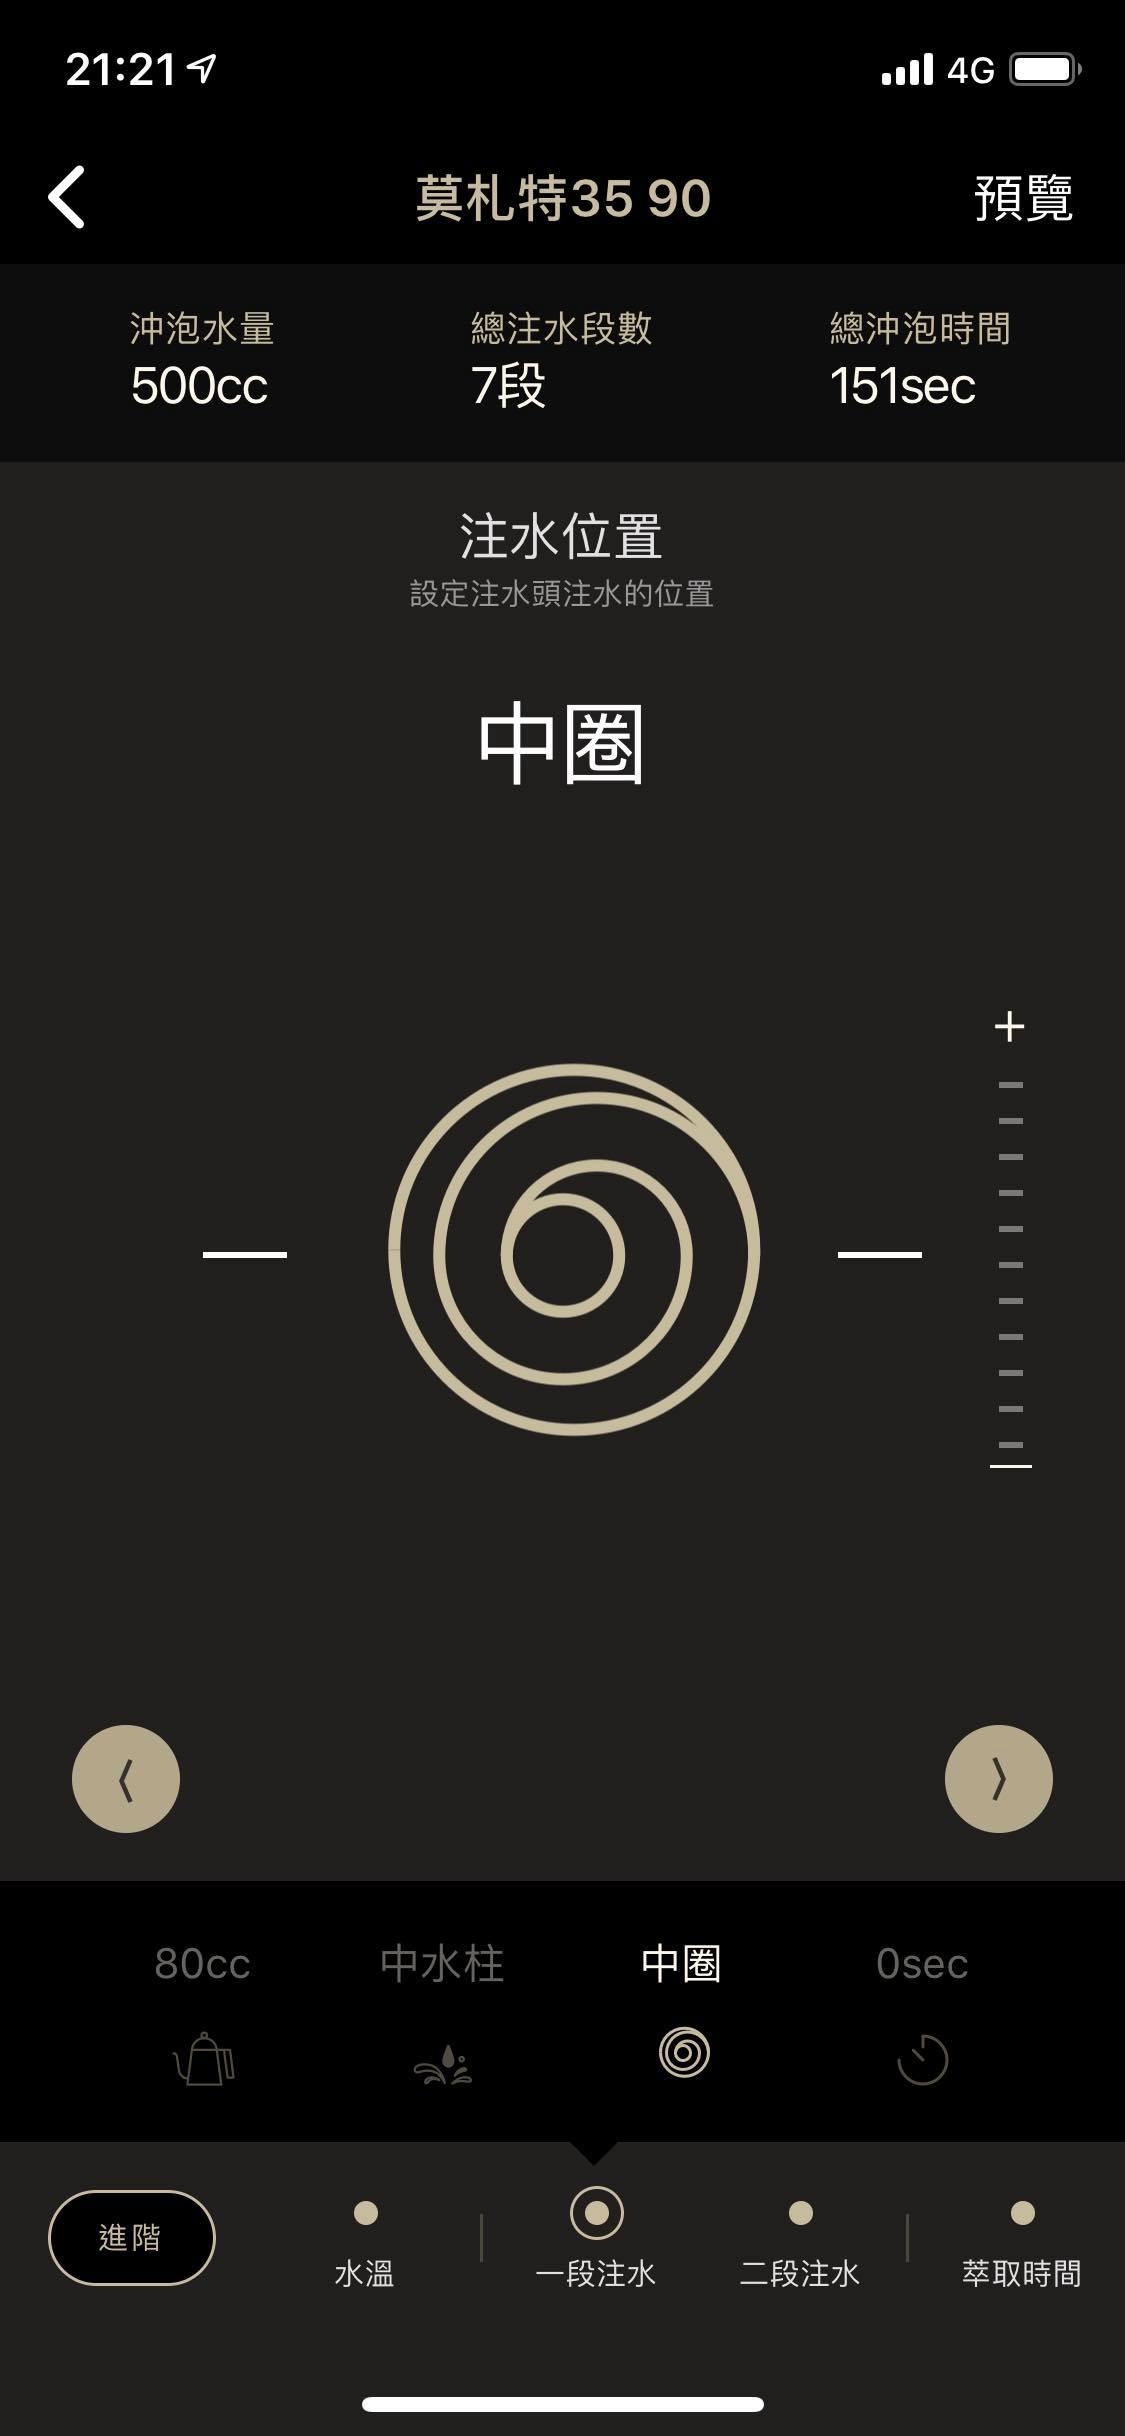 21:21 4G
莫札特35 90 預覽
沖泡水量 總注水段數 總沖泡時間
500cc 7段 151sec
注水位置
設定注水頭注水的位置
中圈
+
80cc 中水柱 中圈 0sec
進階
水溫 一段注水 二段注水 萃取時間